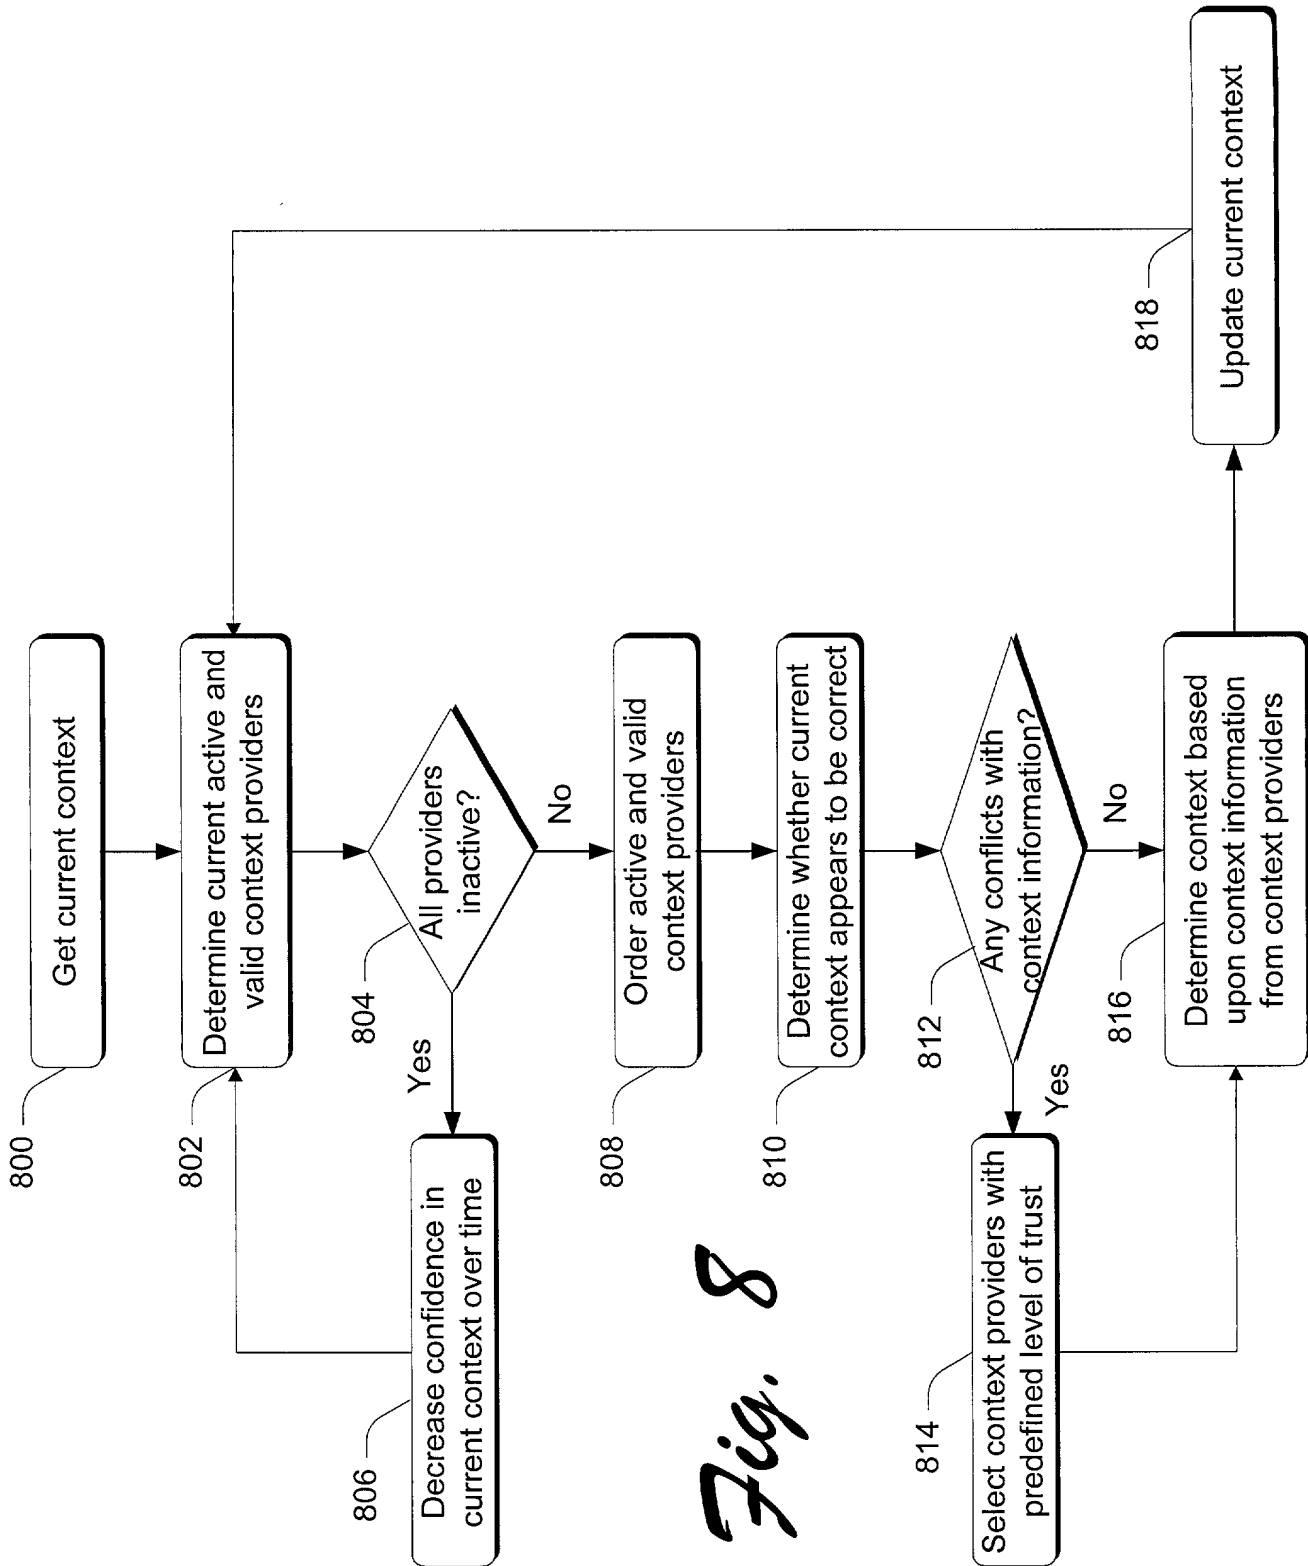 800
Get current context
802
Determine current active and
valid context providers
804
All providers
inactive?
Yes
No
806
Decrease confidence in
current context over time
808
Order active and valid
context providers
810
Determine whether current
context appears to be correct
812
Any conflicts with
context information?
Yes
No
814
Select context providers with
predefined level of trust
816
Determine context based
upon context information
from context providers
818
Update current context
Fig. 8